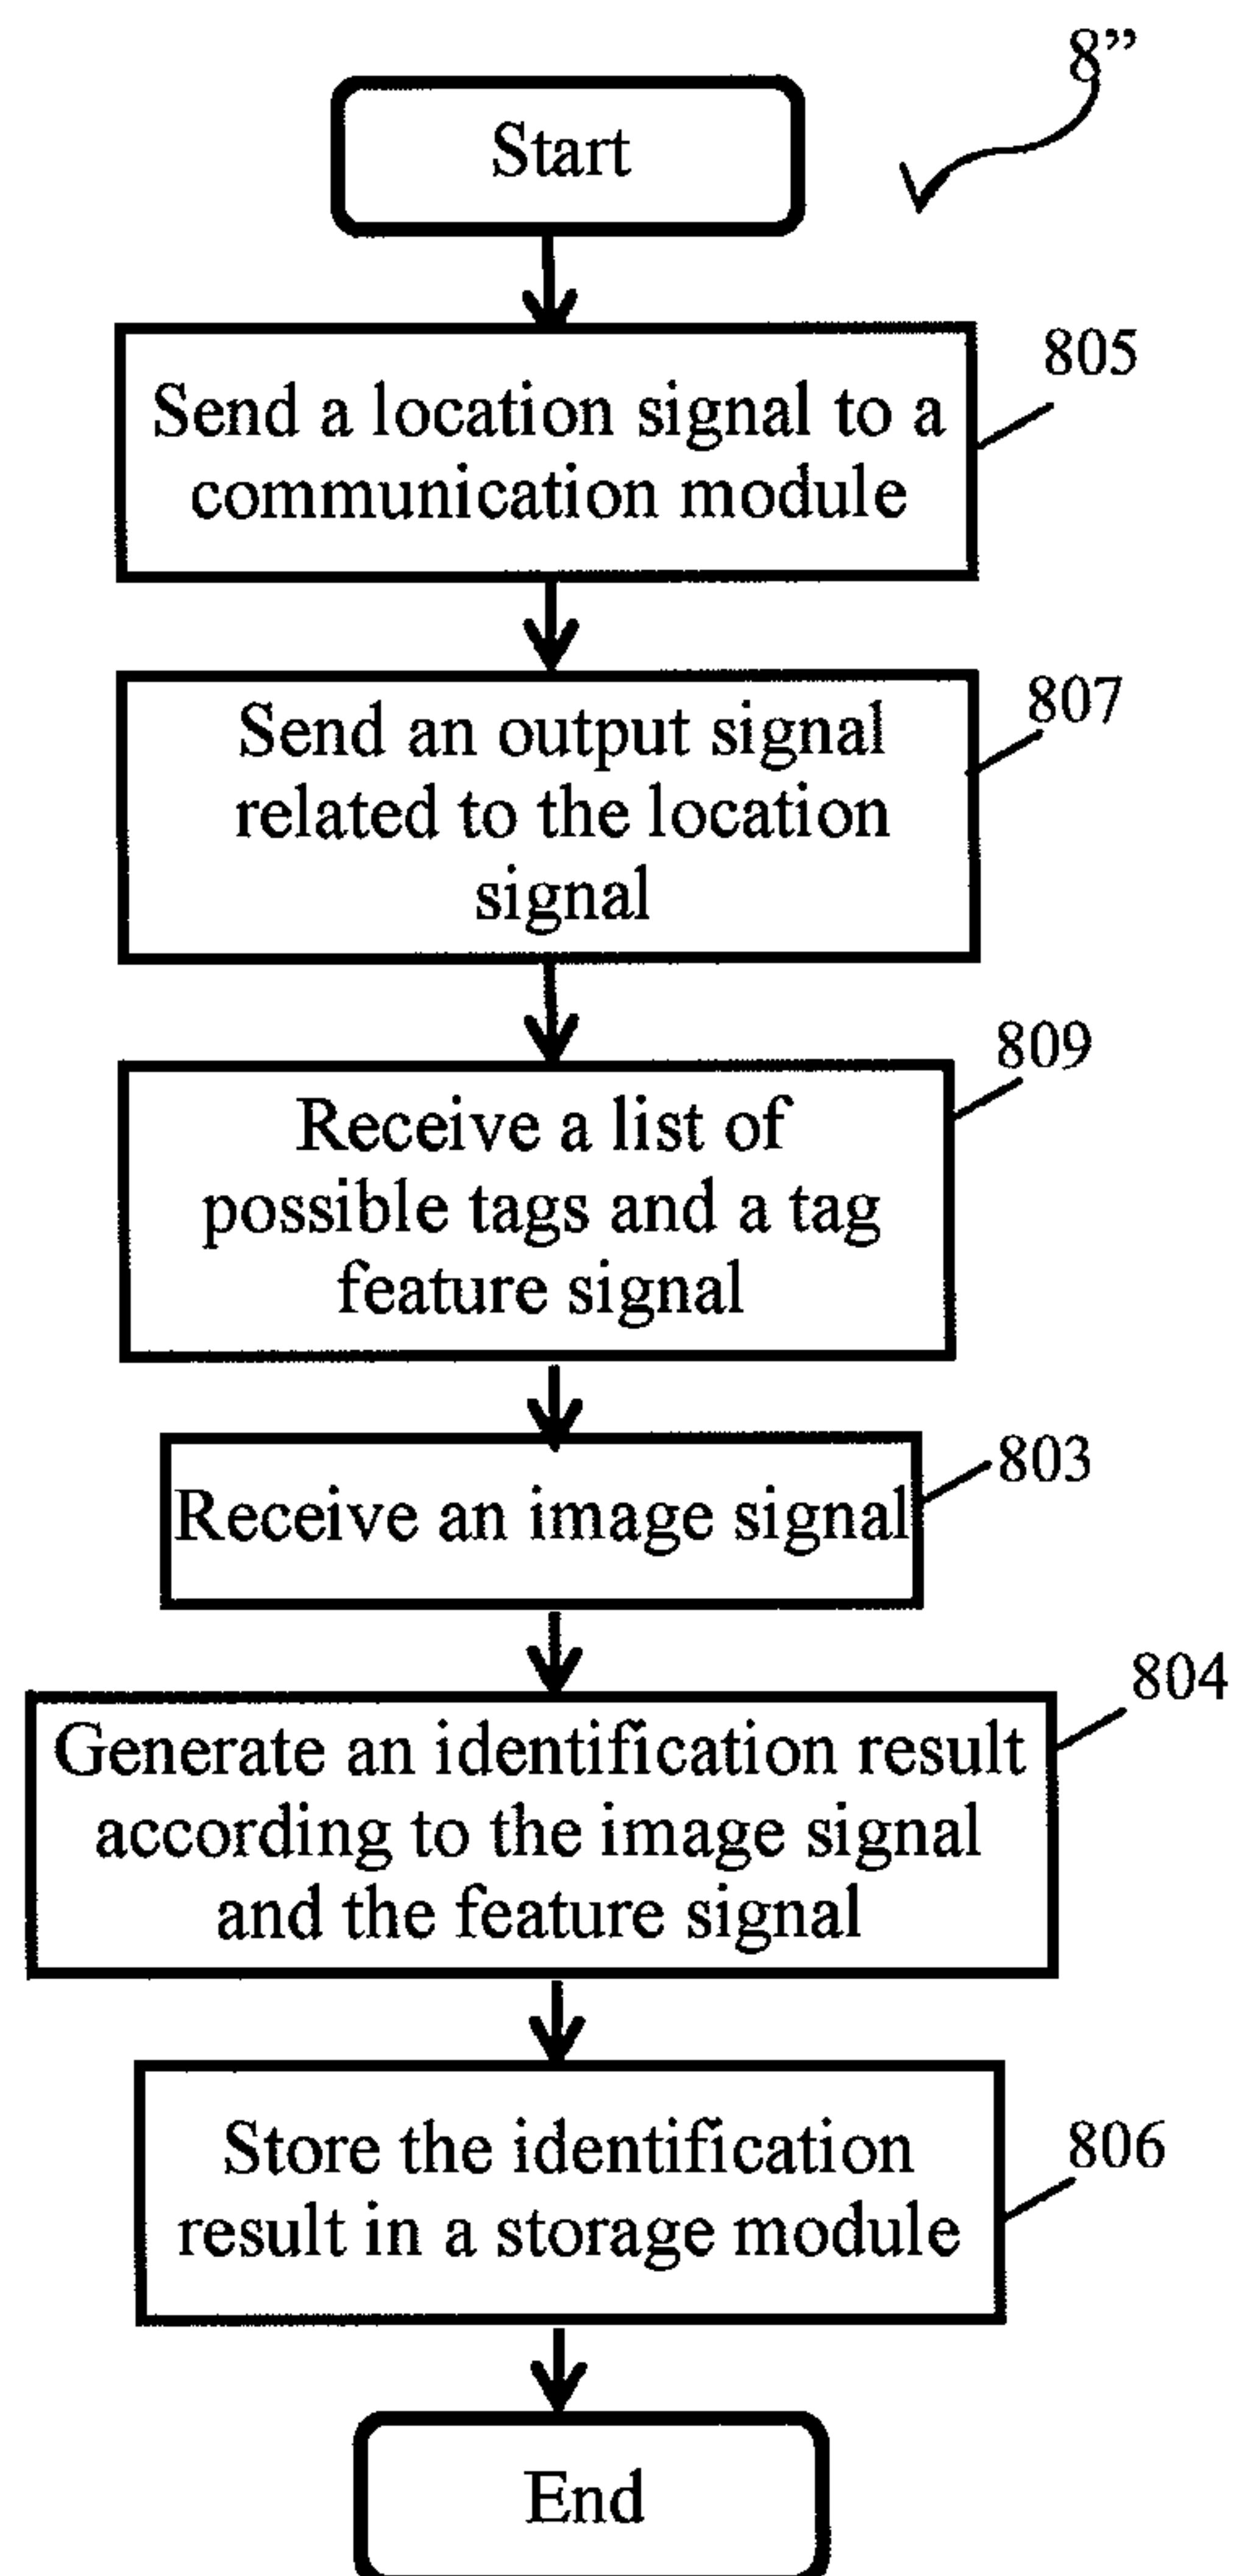 8”
Start
805
Send a location signal to a
communication module
807
Send an output signal
related to the location
signal
809
Receive a list of
possible tags and a tag
feature signal
803
Receive an image signal
804
Generate an identification result
according to the image signal
and the feature signal
806
Store the identification
result in a storage module
End